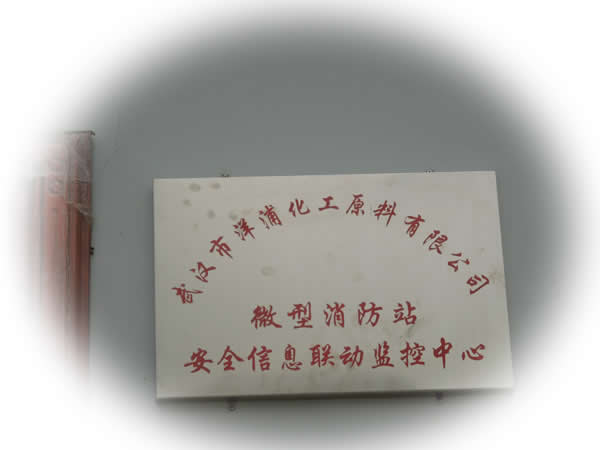 武汉市洋浦化工原料有限公司
微型消防站
安全信息联动监控中心